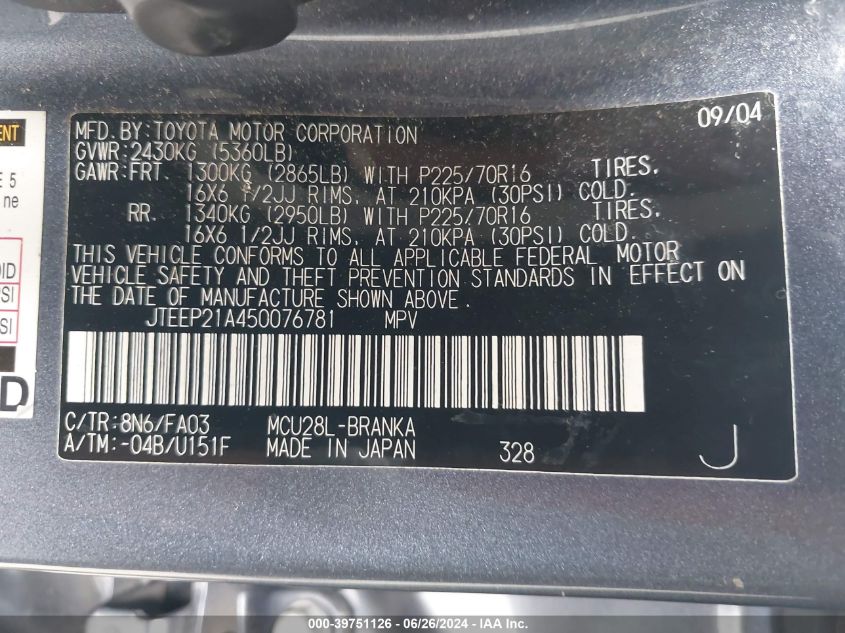 09/04
MFD. BY: TOYOTA MOTOR CORPORATION
GVWR: 2430KG (5360LB)
GAWR: FRT 1300KG (2865LB) WITH P225/70R16 TIRES,
16X6 1/2JJ RIMS, AT 210KPA (30PSI) COLD.
RR. 1340KG (2950LB) WITH P225/70R16 TIRES,
16X6 1/2JJ RIMS, AT 210KPA (30PSI) COLD.
THIS VEHICLE CONFORMS TO ALL APPLICABLE FEDERAL MOTOR
VEHICLE SAFETY AND THEFT PREVENTION STANDARDS IN EFFECT ON
THE DATE OF MANUFACTURE SHOWN ABOVE.
JTEEP21A450076781 MPV
C/TR: 8N6/FA03 MCU28L-BRANKA
A/TM: -04B/U151F MADE IN JAPAN 328 J
000-39751126 - 06/26/2024 - IAAI.com